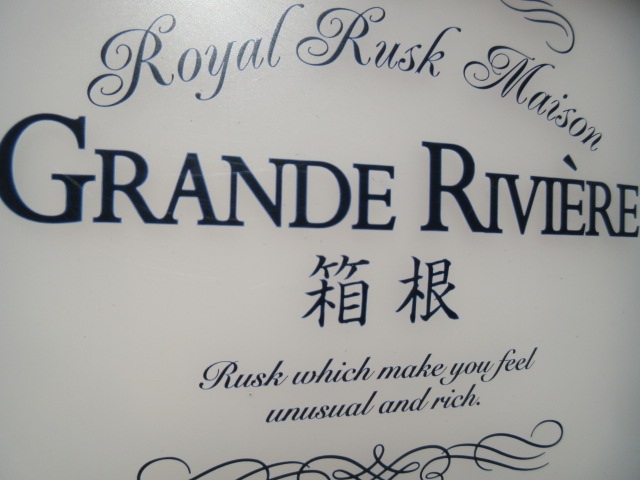 Royal Rusk Maison
GRANDE RIVIÈRE
箱根
Rusk which make you feel
unusual and rich.